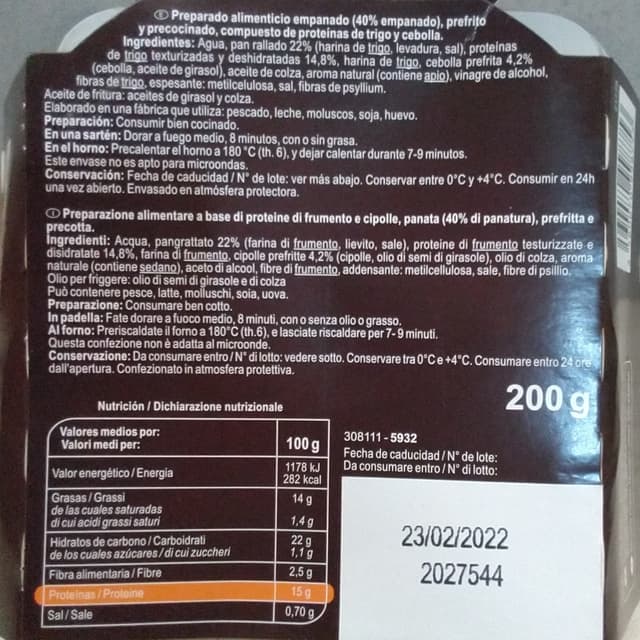 Ⓔ Preparado alimenticio empanado (40% empanado), prefrito
y precocinado, compuesto de proteínas de trigo y cebolla.
Ingredientes: Agua, pan rallado 22% (harina de trigo, levadura, sal), proteínas
de trigo texturizadas y deshidratadas 14,8%, harina de trigo, cebolla prefrita 4,2%
(cebolla, aceite de girasol), aceite de colza, aroma natural (contiene apio), vinagre de alcohol,
fibras de trigo, espesante: metilcelulosa, sal, fibras de psyllium.
Aceite de fritura: aceites de girasol y colza.
Elaborado en una fábrica que utiliza: pescado, leche, moluscos, soja, huevo.
Preparación: Consumir bien cocinado.
En una sartén: Dorar a fuego medio, 8 minutos, con o sin grasa.
En el horno: Precalentar el horno a 180 °C (th. 6), y dejar calentar durante 7-9 minutos.
Este envase no es apto para microondas.
Conservación: Fecha de caducidad / N° de lote: ver más abajo. Conservar entre 0°C y +4°C. Consumir en 24h
una vez abierto. Envasado en atmósfera protectora.
Ⓘ Preparazione alimentare a base di proteine di frumento e cipolle, panata (40% di panatura), prefritta e
precotta.
Ingredienti: Acqua, pangrattato 22% (farina di frumento, lievito, sale), proteine di frumento testurizzate e
disidratate 14,8%, farina di frumento, cipolle prefritte 4,2% (cipolle, olio di semi di girasole), olio di colza, aroma
naturale (contiene sedano), aceto di alcool, fibre di frumento, addensante: metilcellulosa, sale, fibre di psillio.
Olio per friggere: olio di semi di girasole e di colza
Può contenere pesce, latte, molluschi, soia, uova.
Preparazione: Consumare ben cotto.
In padella: Fate dorare a fuoco medio, 8 minuti, con o senza olio o grasso.
Al forno: Preriscaldate il forno a 180°C (th.6), e lasciate riscaldare per 7- 9 minuti.
Questa confezione non è adatta al microonde.
Conservazione: Da consumare entro / N° di lotto: vedere sotto. Conservare tra 0°C e +4°C. Consumare entro 24 ore
dall'apertura. Confezionato in atmosfera protettiva.
200 g
Nutrición / Dichiarazione nutrizionale
Valores medios por:
Valori medi per:
100 g
Valor energético / Energia
1178 kJ
282 kcal
Grasas / Grassi 14 g
de las cuales saturadas
di cui acidi grassi saturi 1,4 g
Hidratos de carbono / Carboidrati 22 g
de los cuales azúcares / di cui zuccheri 1,1 g
Fibra alimentaria / Fibre 2,5 g
Proteínas / Proteine 15 g
Sal / Sale 0,70 g
308111 - 5932
Fecha de caducidad / N° de lote:
Da consumare entro / N° di lotto:
23/02/2022
2027544